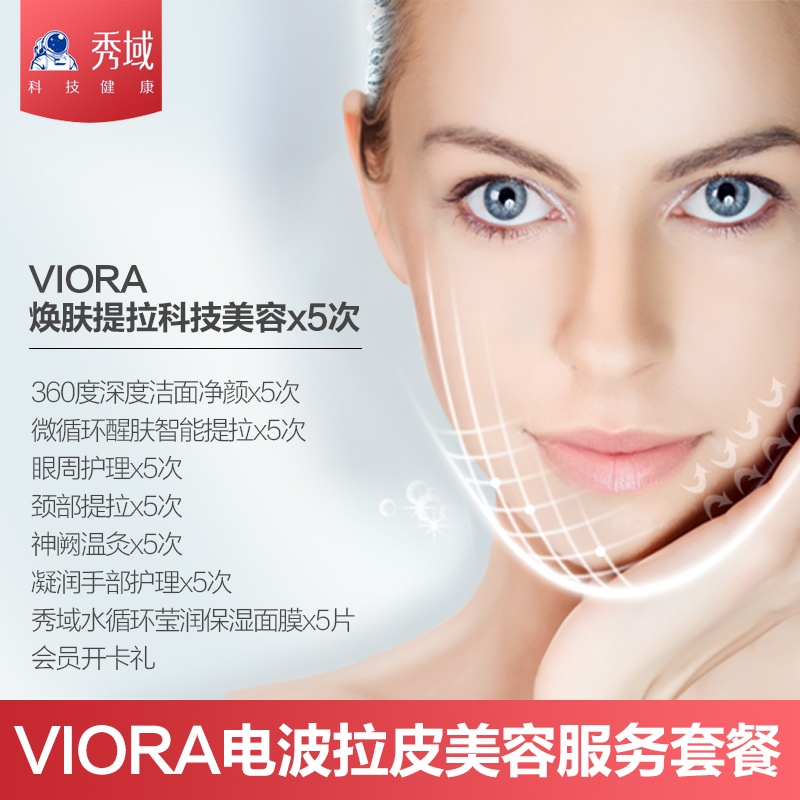 秀域
科技健康
VIORA
焕肤提拉科技美容x5次
360度深度洁面净颜x5次
微循环醒肤智能提拉x5次
眼周护理x5次
颈部提拉x5次
神阙温灸x5次
凝润手部护理x5次
秀域水循环莹润保湿面膜x5片
会员开卡礼
VIORA电波拉皮美容服务套餐